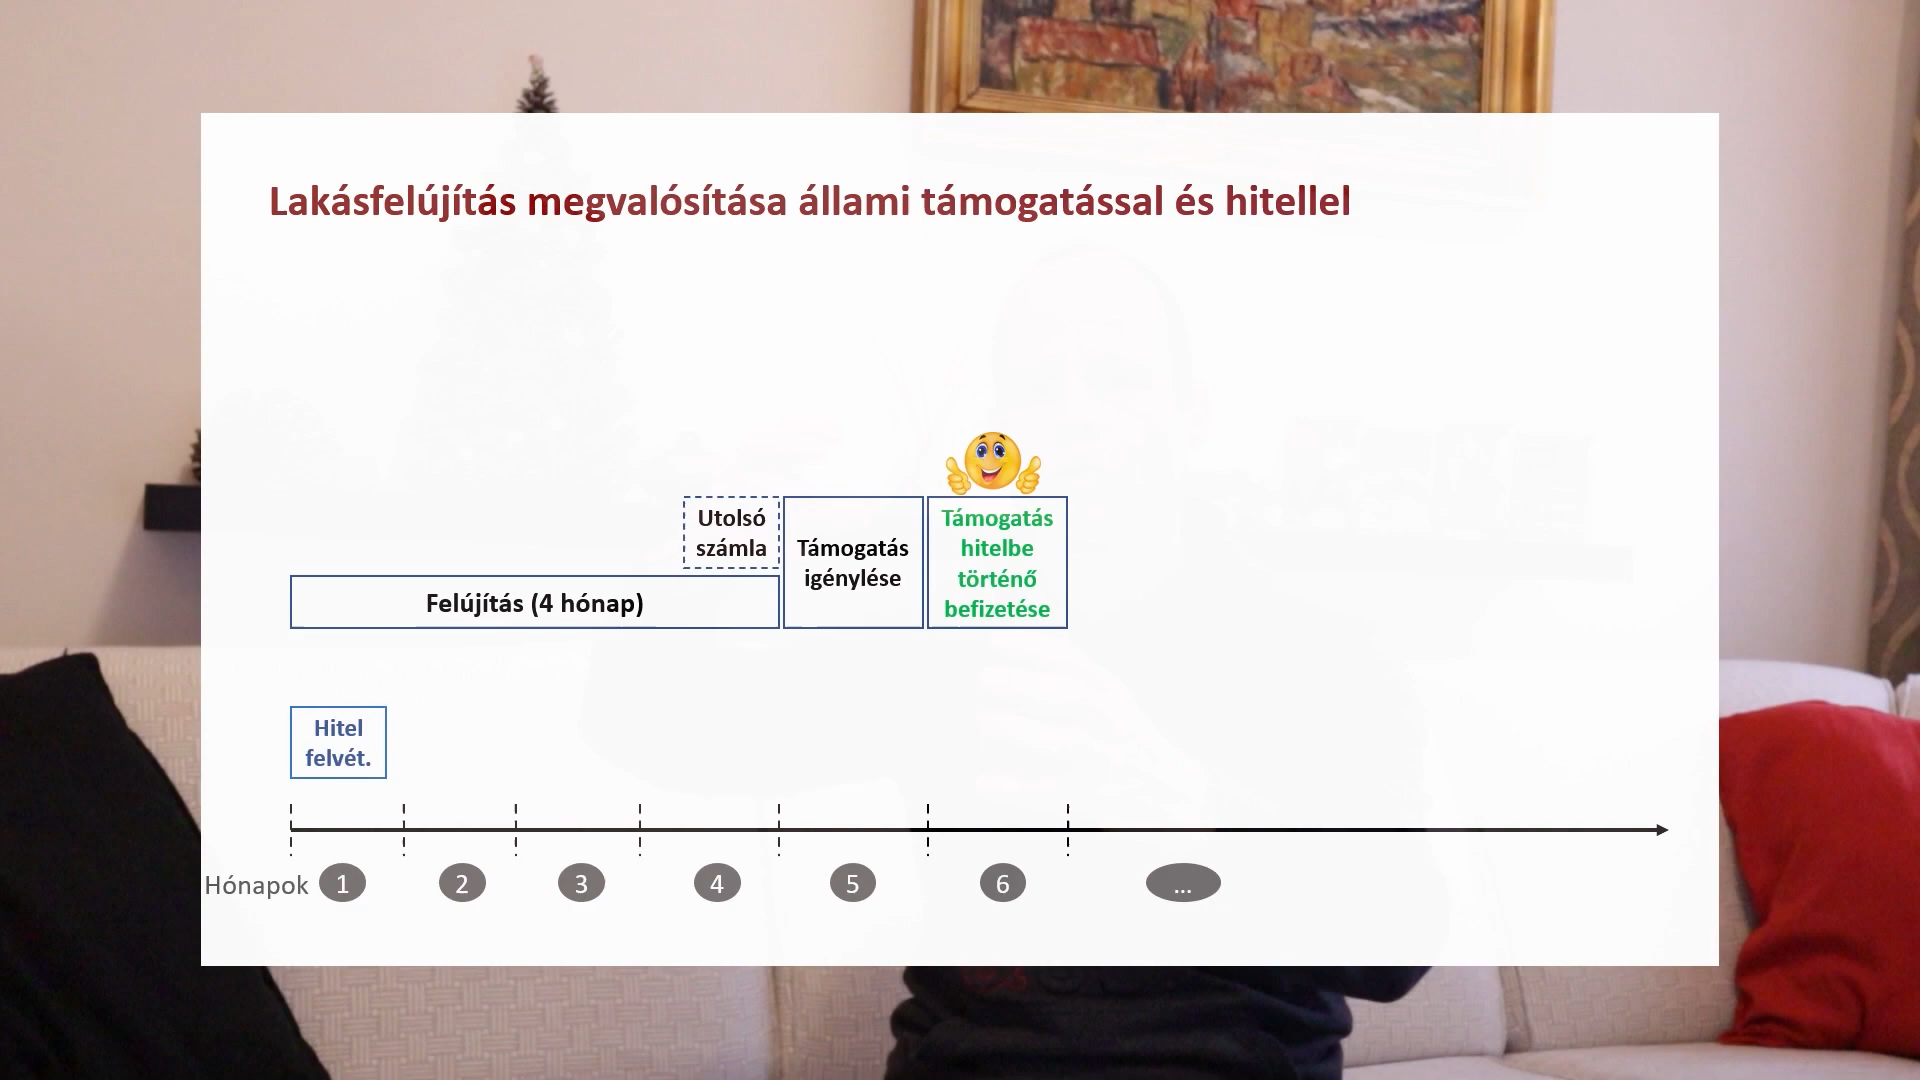 Lakásfelújítás megvalósítása állami támogatással és hitellel
Utolsó
számla
Támogatás
igénylése
Támogatás
hitelbe
történő
befizetése
Felújítás (4 hónap)
Hitel
felvét.
Hónapok 1 2 3 4 5 6 ...